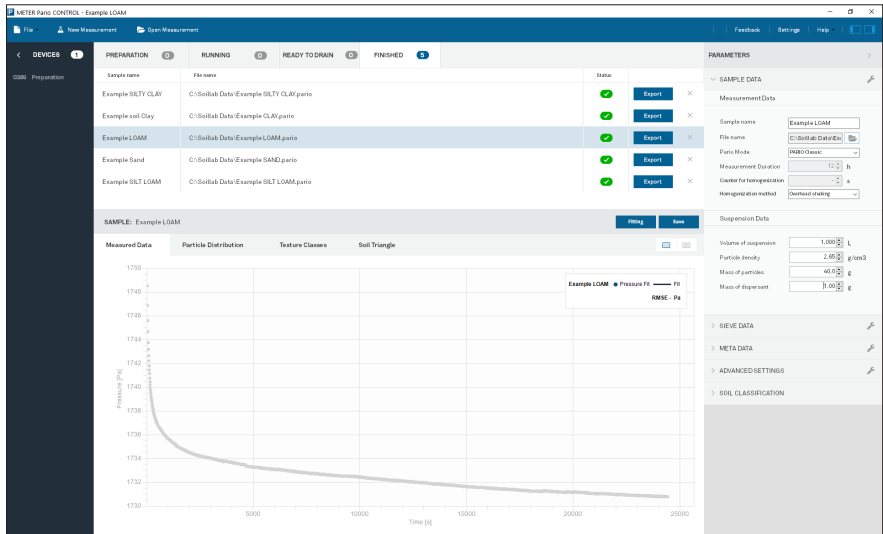 METER Pario CONTROL - Example LOAM
File New Measurement Open Measurement Feedback Settings Help
DEVICES 1
0389 Preparation
PREPARATION 0 RUNNING 0 READY TO DRAIN 0 FINISHED 5
Sample name File name Status
Example SILTY CLAY C:\Soillab Data\Example SILTY CLAY.pario Export
Example soil Clay C:\Soillab Data\Example CLAY.pario Export
Example LOAM C:\Soillab Data\Example LOAM.pario Export
Example Sand C:\Soillab Data\Example SAND.pario Export
Example SILT LOAM C:\Soillab Data\Example SILT LOAM.pario Export
SAMPLE: Example LOAM Fitting Save
Measured Data Particle Distribution Texture Classes Soil Triangle
Example LOAM Pressure Fit Fit
RMSE - Pa
Pressure [Pa]
1750
1748
1746
1744
1742
1740
1738
1736
1734
1732
1730
5000 10000 15000 20000 25000
Time [s]
PARAMETERS
SAMPLE DATA
Measurement Data
Sample name Example LOAM
File name C:\Soillab Data\Exa
Pario Mode PARIO Classic
Measurement Duration 12 h
Counter for homogenization - s
Homogenization method Overhead shaking
Suspension Data
Volume of suspension 1,000 L
Particle density 2,65 g/cm3
Mass of particles 40,0 g
Mass of dispersant 1,00 g
SIEVE DATA
META DATA
ADVANCED SETTINGS
SOIL CLASSIFICATION